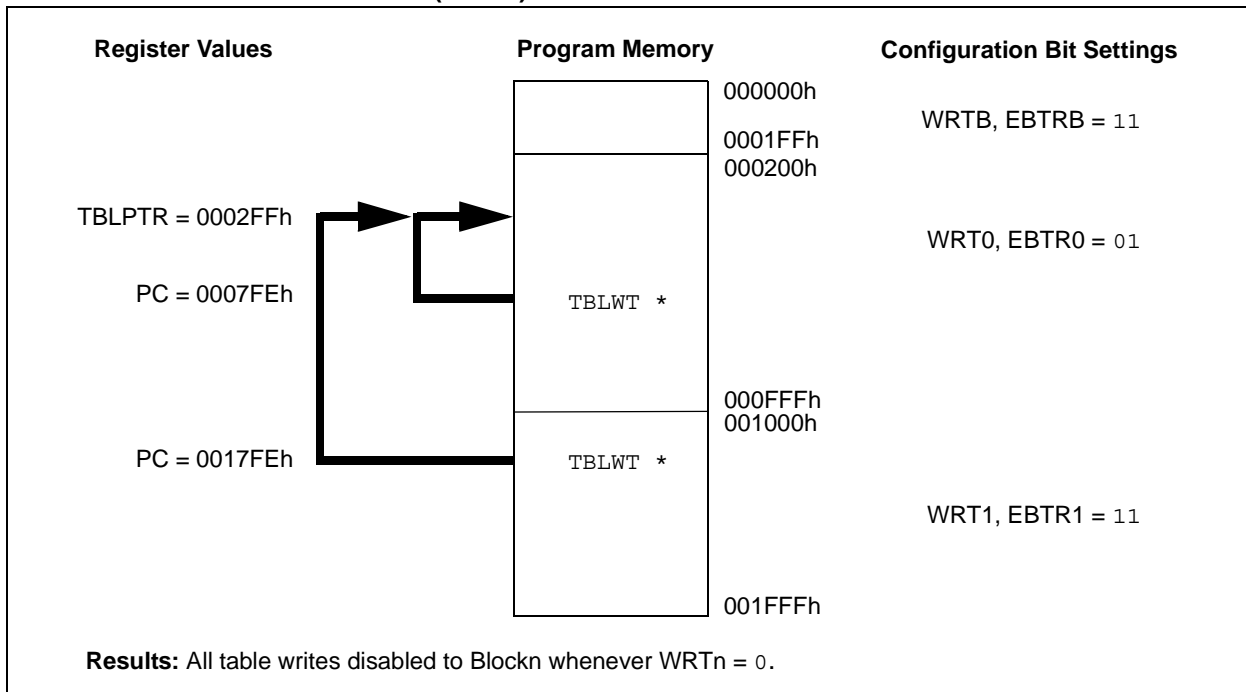 Register Values
Program Memory
Configuration Bit Settings
000000h
WRTB, EBTRB = 11
0001FFh
000200h
TBLPTR = 0002FFh
WRT0, EBTR0 = 01
PC = 0007FEh
TBLWT *
000FFFh
001000h
PC = 0017FEh
TBLWT *
WRT1, EBTR1 = 11
001FFFh
Results: All table writes disabled to Blockn whenever WRTn = 0.